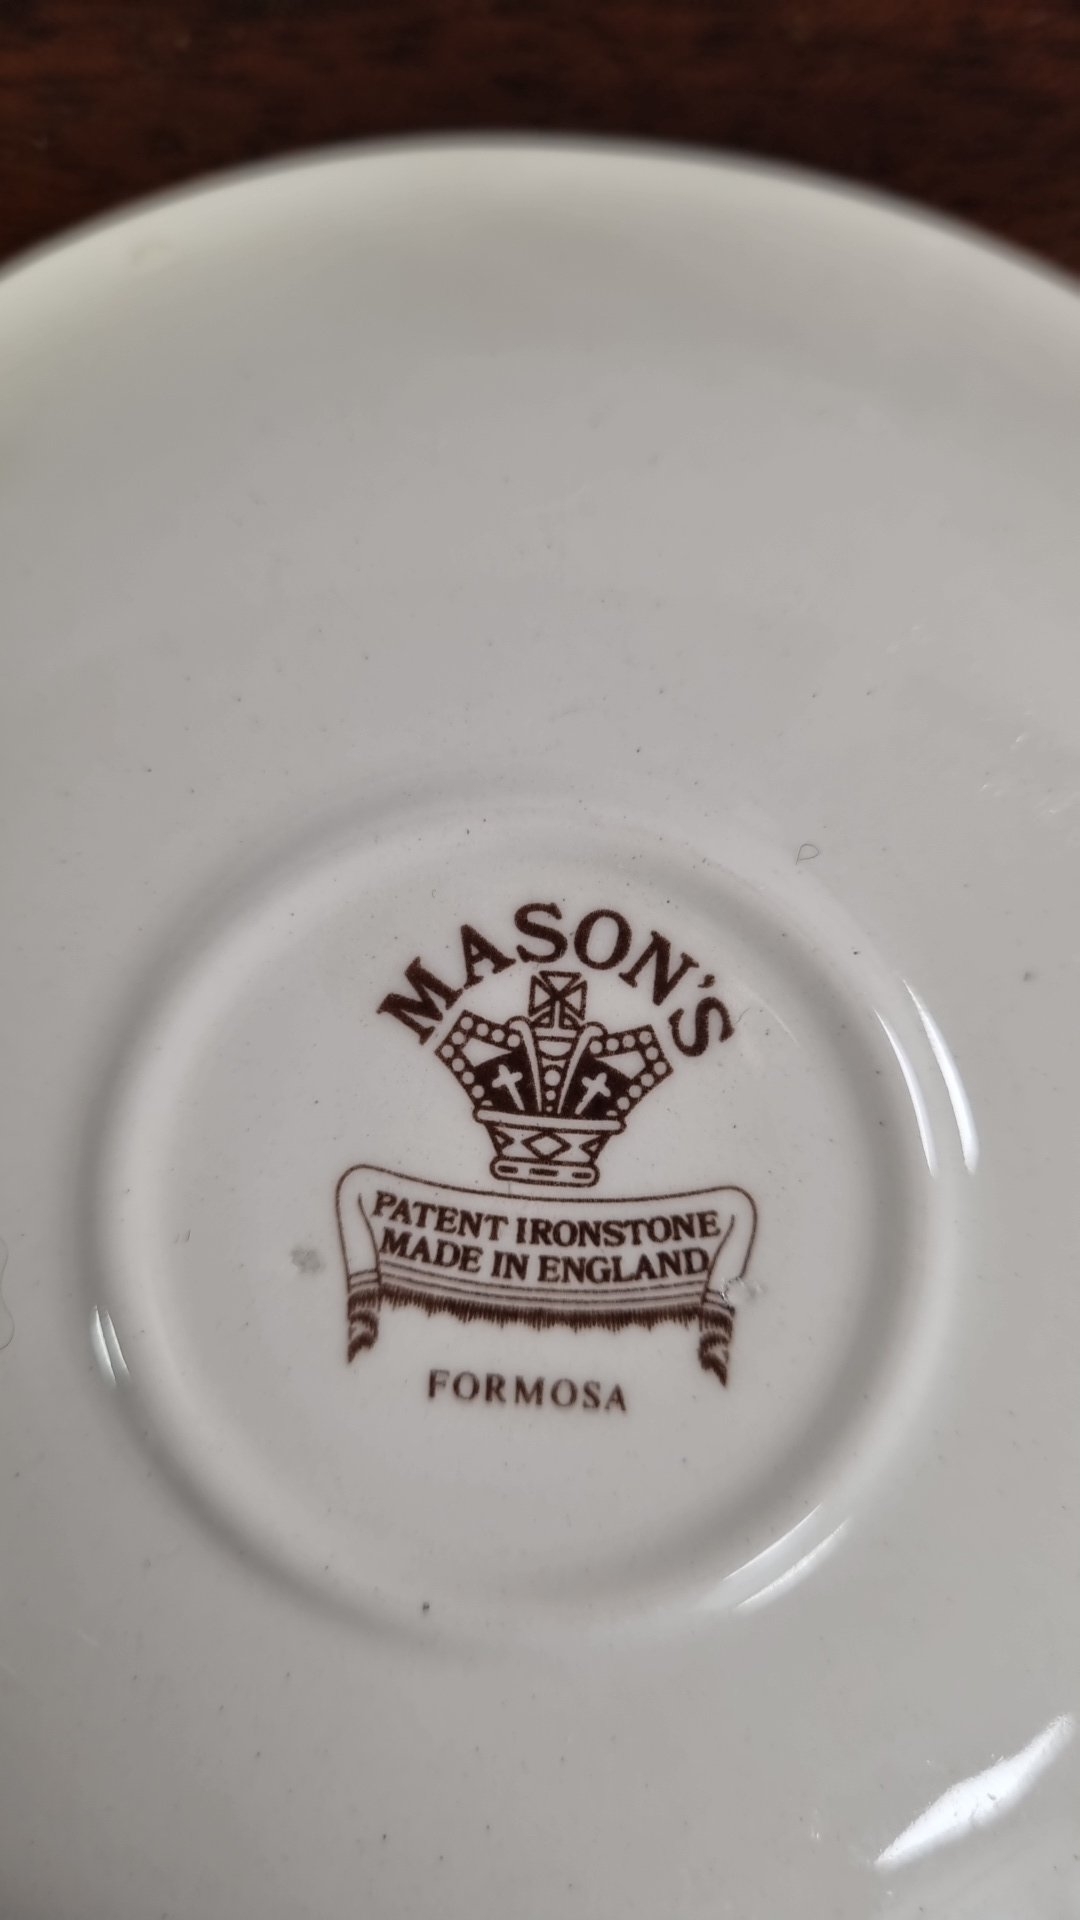 MASON'S
PATENT IRONSTONE
MADE IN ENGLAND
FORMOSA